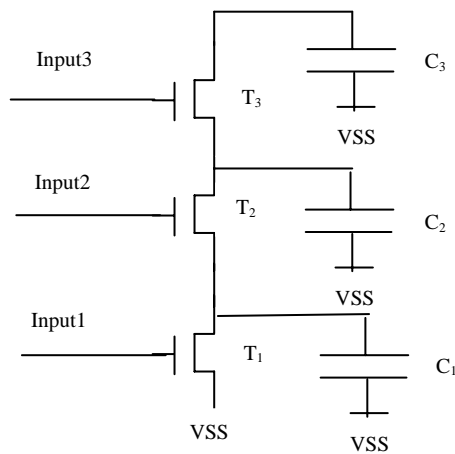 Input3
C₃
T₃
VSS
Input2
T₂
C₂
VSS
Input1
T₁
C₁
VSS
VSS